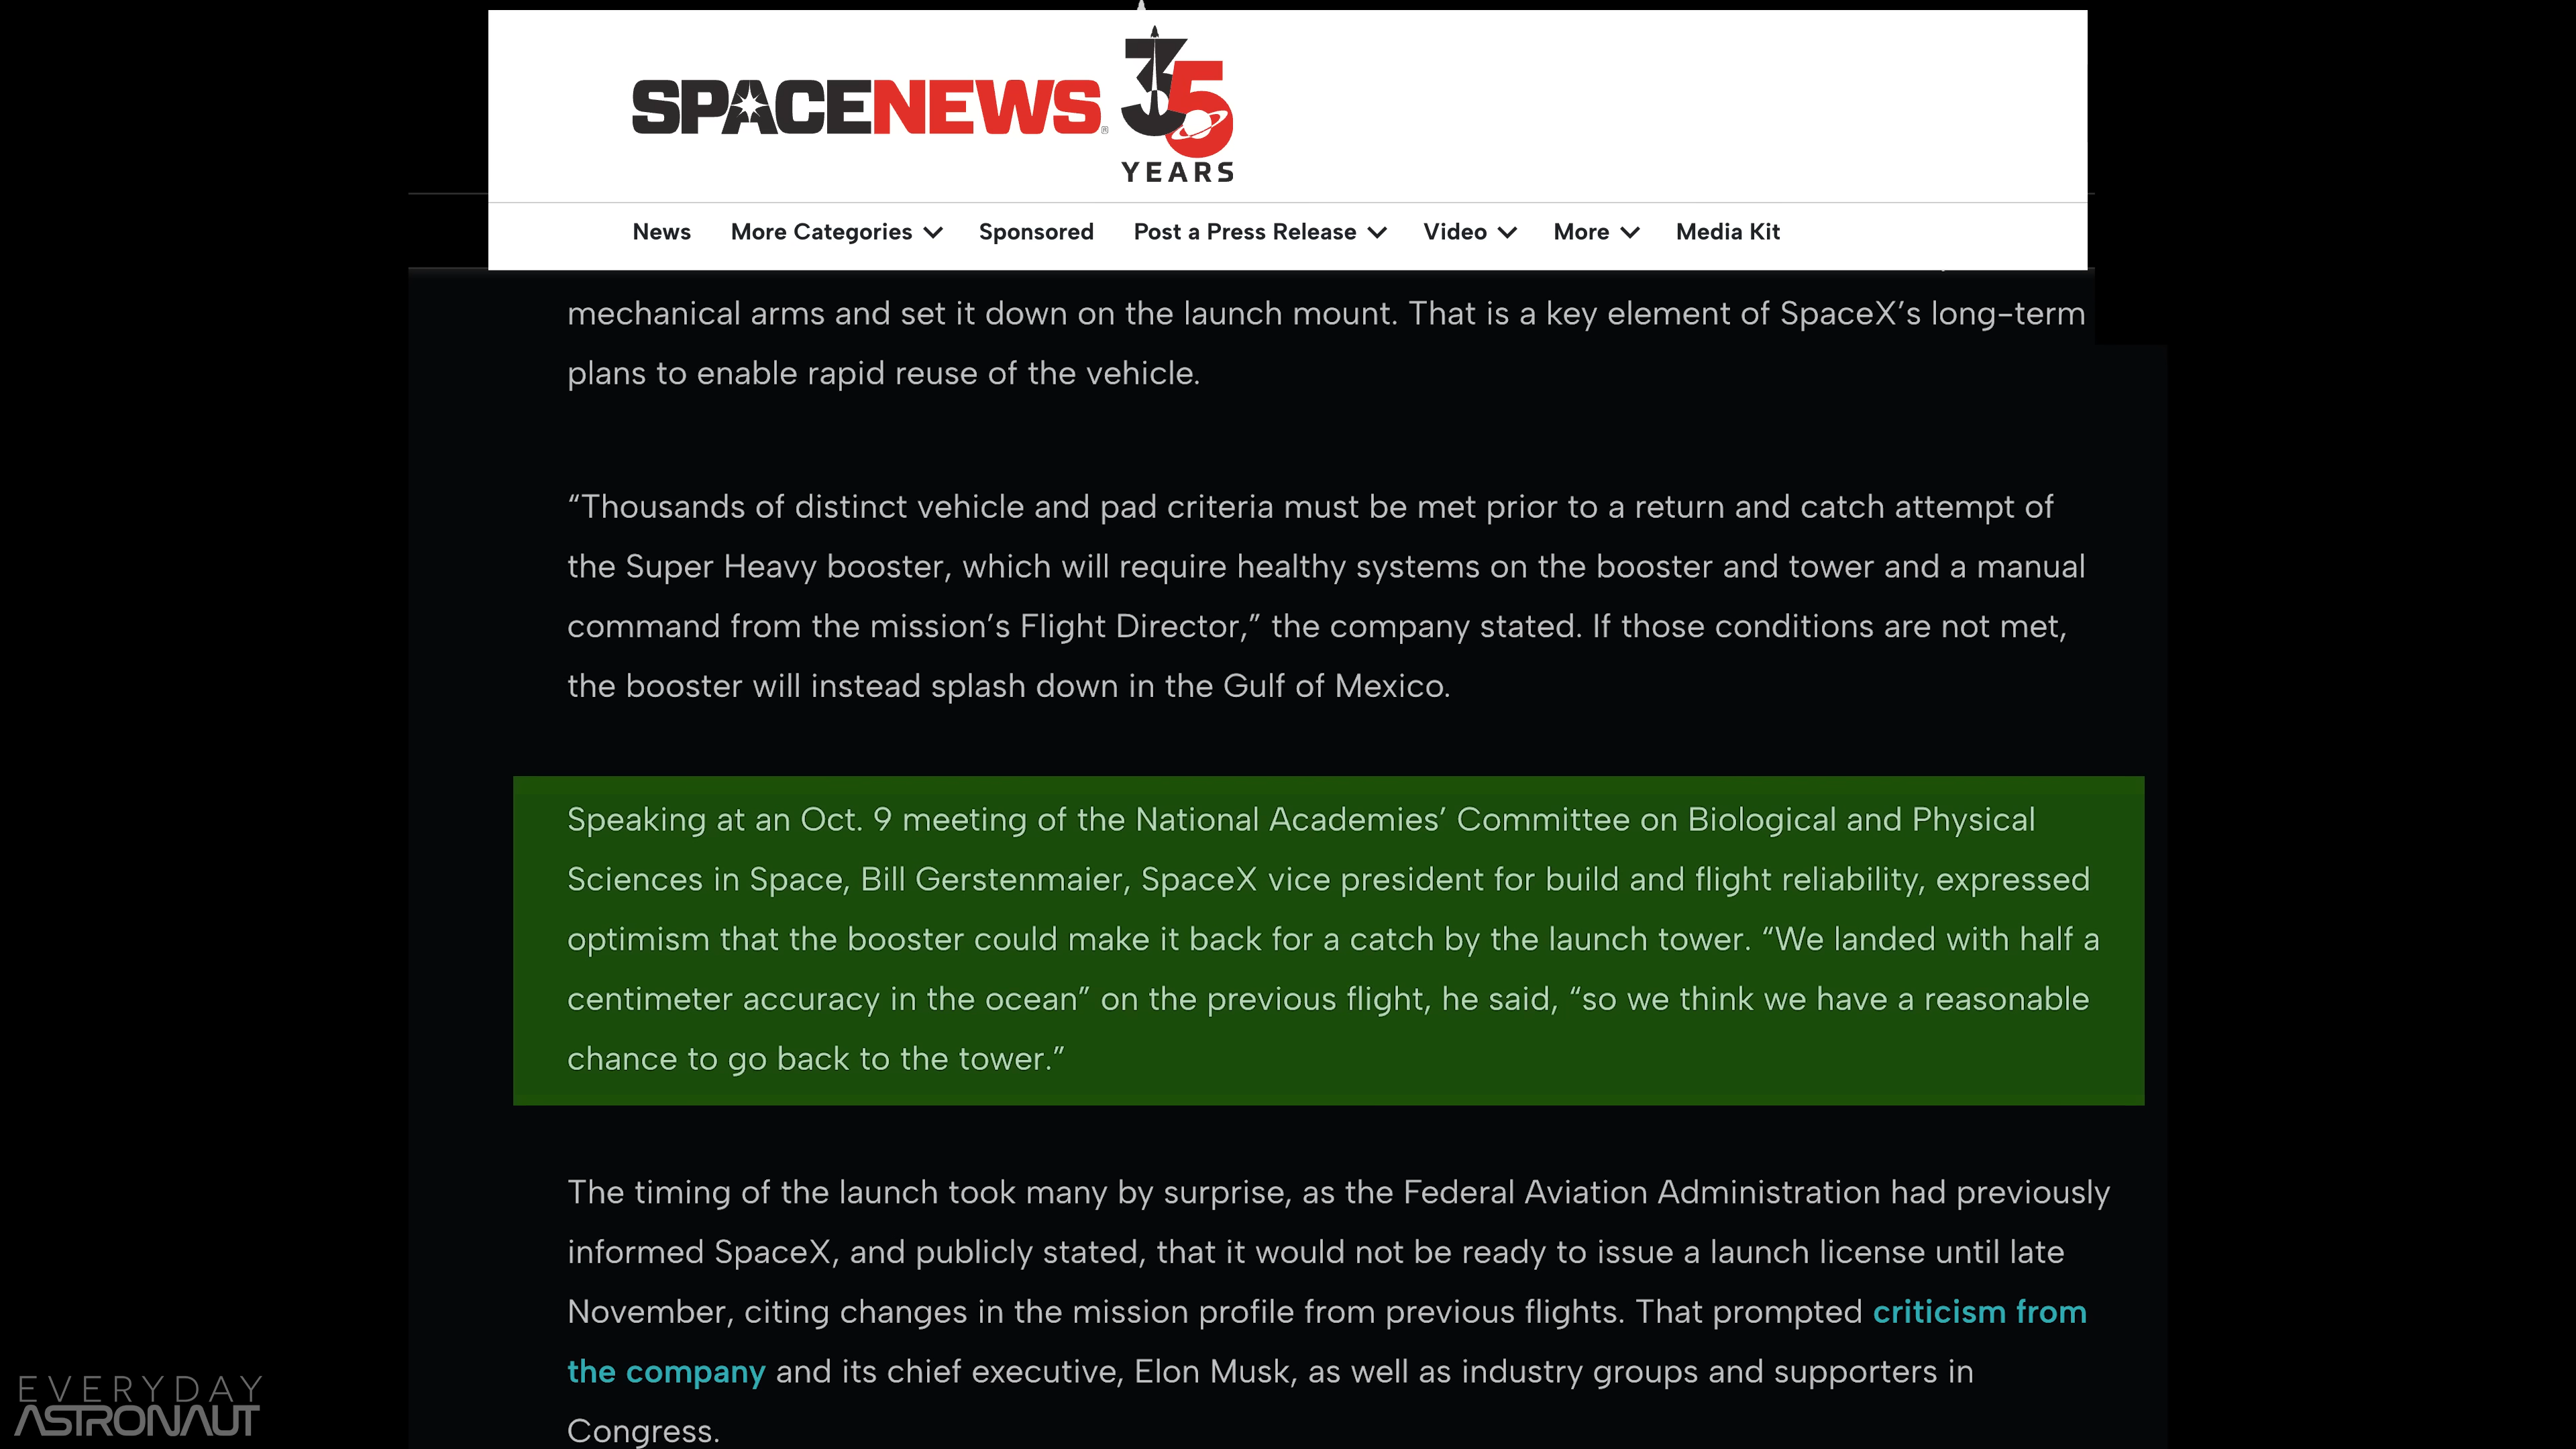 SPACENEWS®
35
YEARS
News More Categories Sponsored Post a Press Release Video More Media Kit
mechanical arms and set it down on the launch mount. That is a key element of SpaceX’s long-term
plans to enable rapid reuse of the vehicle.
“Thousands of distinct vehicle and pad criteria must be met prior to a return and catch attempt of
the Super Heavy booster, which will require healthy systems on the booster and tower and a manual
command from the mission’s Flight Director,” the company stated. If those conditions are not met,
the booster will instead splash down in the Gulf of Mexico.
Speaking at an Oct. 9 meeting of the National Academies’ Committee on Biological and Physical
Sciences in Space, Bill Gerstenmaier, SpaceX vice president for build and flight reliability, expressed
optimism that the booster could make it back for a catch by the launch tower. “We landed with half a
centimeter accuracy in the ocean” on the previous flight, he said, “so we think we have a reasonable
chance to go back to the tower.”
The timing of the launch took many by surprise, as the Federal Aviation Administration had previously
informed SpaceX, and publicly stated, that it would not be ready to issue a launch license until late
November, citing changes in the mission profile from previous flights. That prompted criticism from
the company and its chief executive, Elon Musk, as well as industry groups and supporters in
Congress.
EVERYDAY
ASTRONAUT